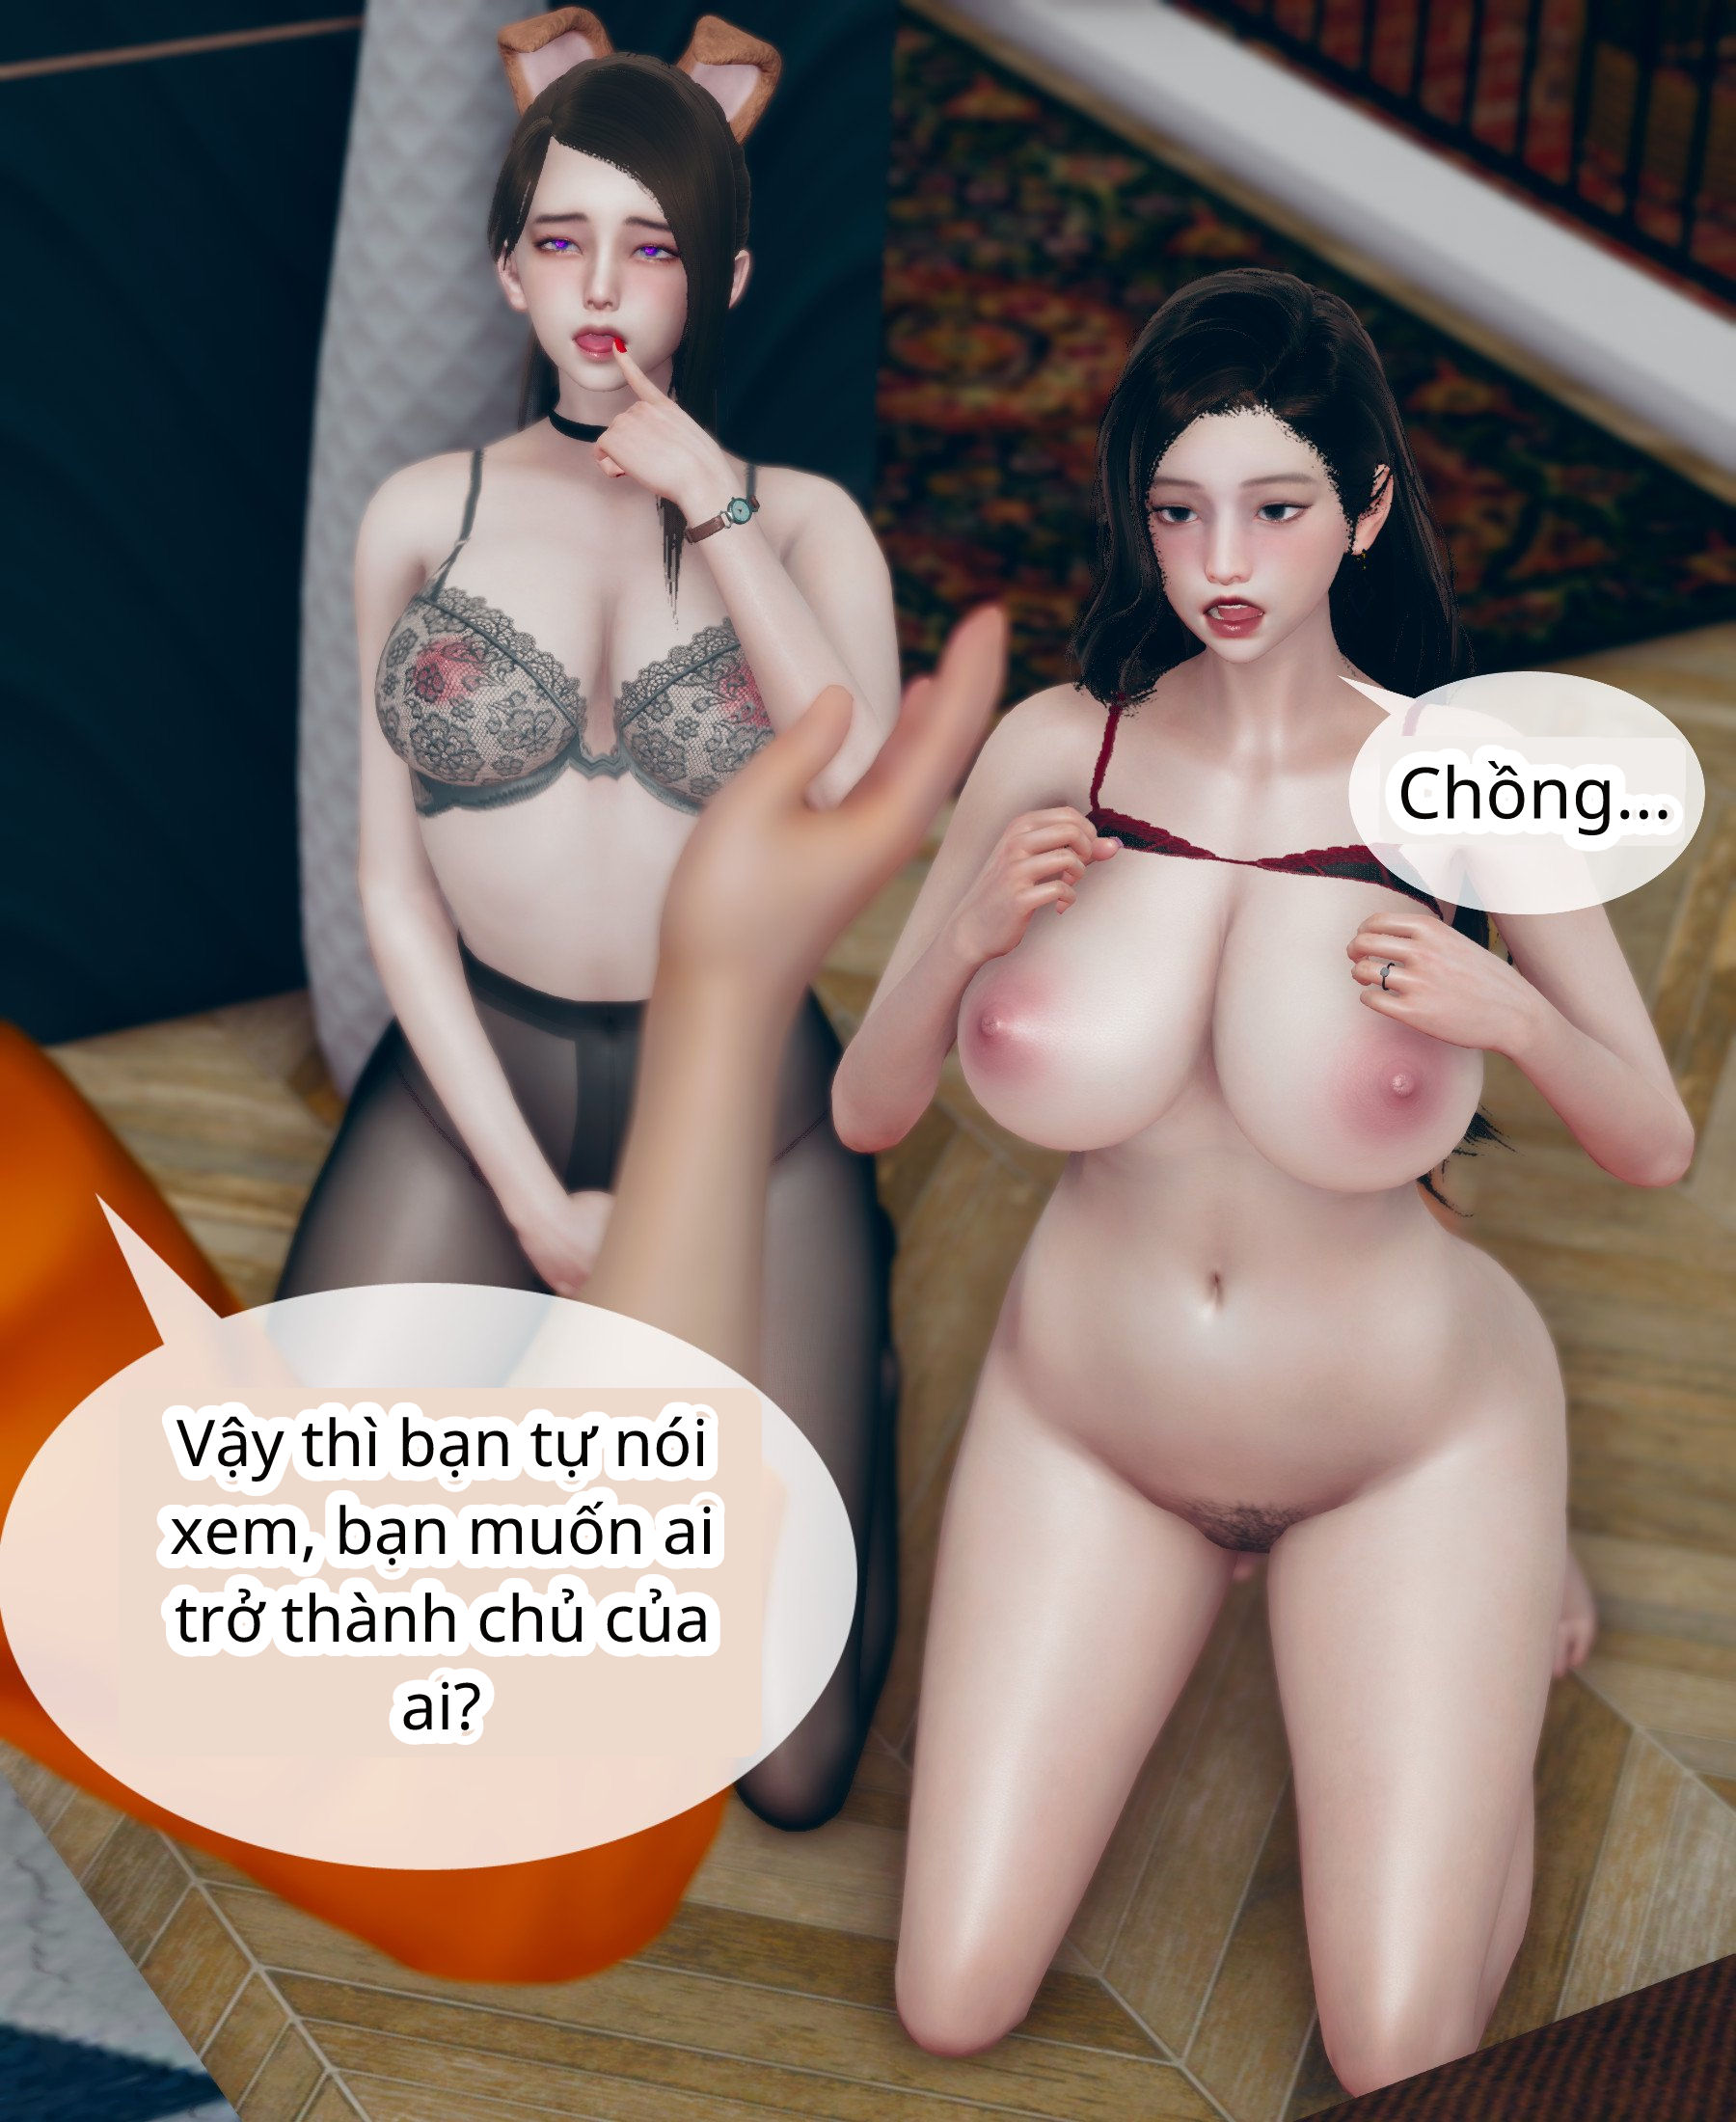 Chồng...
Vậy thì bạn tự nói
xem, bạn muốn ai
trở thành chủ của
ai?